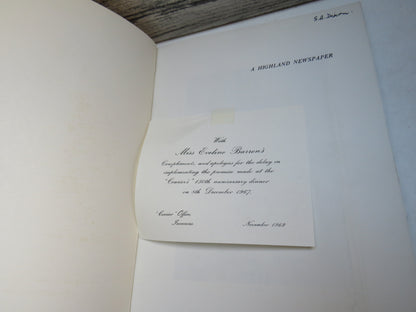 A HIGHLAND NEWSPAPER
With
Miss Eveline Barron's
Compliments, and apologies for the delay in
implementing the promise made at the
"Courier's" 150th anniversary dinner
on 8th December 1967.
'Courier' Office,
Inverness
November 1969